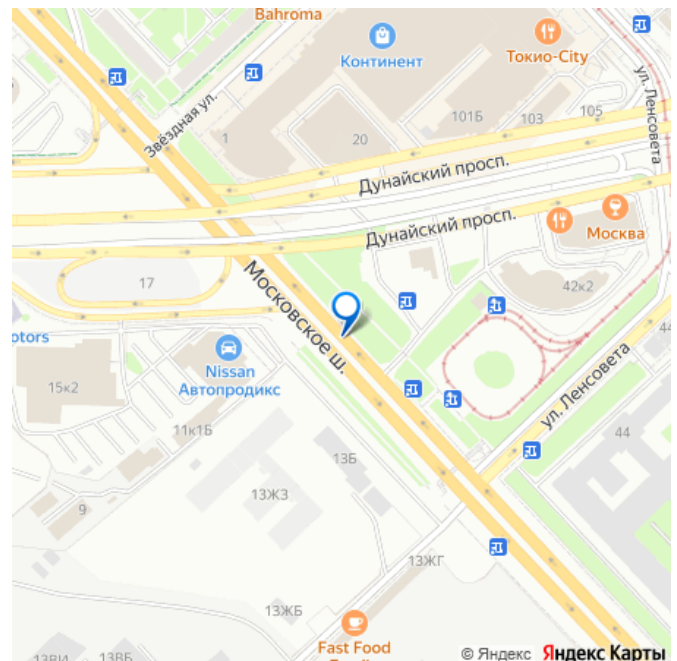 Bahroma
Континент
Токио-City
ул. Ленсовета
Звёздная ул.
1
20
101Б
103
105
Дунайский просп.
Дунайский просп.
Москва
42к2
17
Московское ш.
Nissan
Автопродикс
15к2
11к1Б
9
13Б
13ЖЗ
ул. Ленсовета
44
13ЖГ
13ЖБ
Fast Food
13ВИ
13ВБ
© Яндекс Яндекс Карты